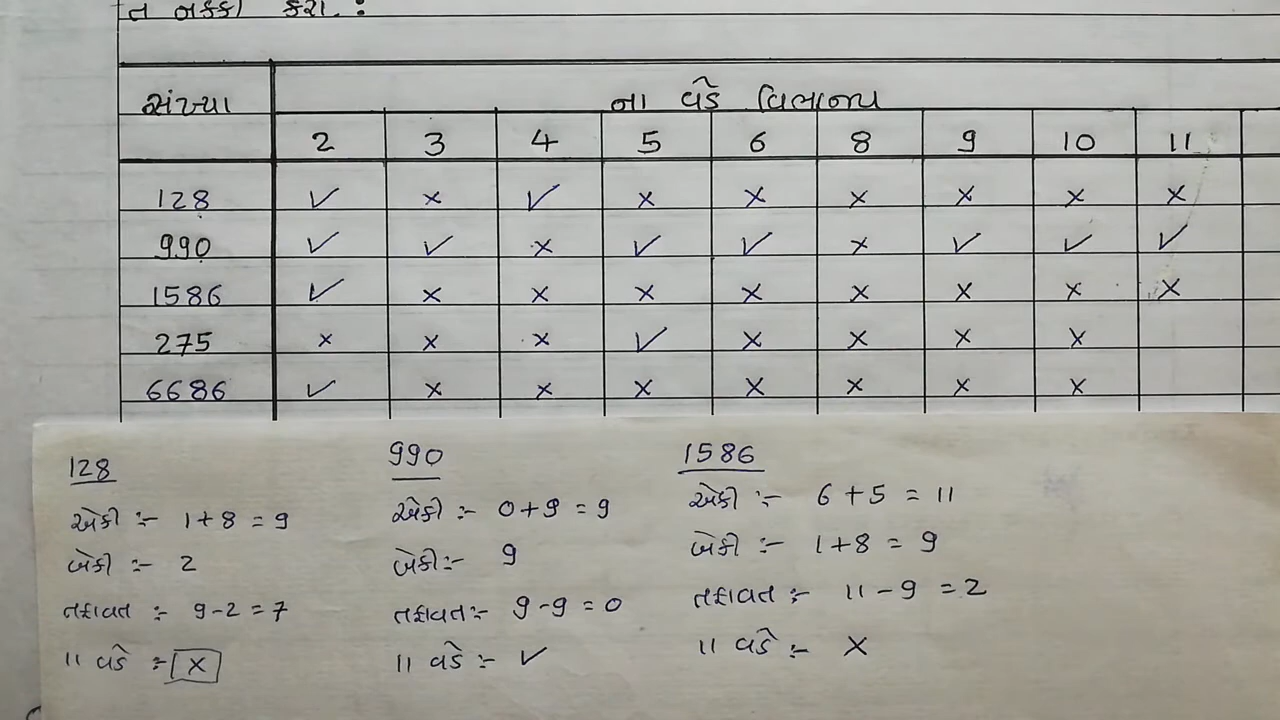 ત નક્કી કરો. :
સંખ્યા ના વડે વિભાજ્ય
2 3 4 5 6 8 9 10 11
128 ✓ × ✓ × × × × × ×
990 ✓ ✓ × ✓ ✓ × ✓ ✓ ✓
1586 ✓ × × × × × × × ×
275 × × × ✓ × × × ×
6686 ✓ × × × × × × ×
128
એકી :- 1+8 = 9
બેકી :- 2
તફાવત :- 9-2=7
11 વડે :- ×
990
એકી :- 0+9 = 9
બેકી :- 9
તફાવત :- 9-9=0
11 વડે :- ✓
1586
એકી :- 6+5 = 11
બેકી :- 1+8 = 9
તફાવત :- 11-9 = 2
11 વડે :- ×